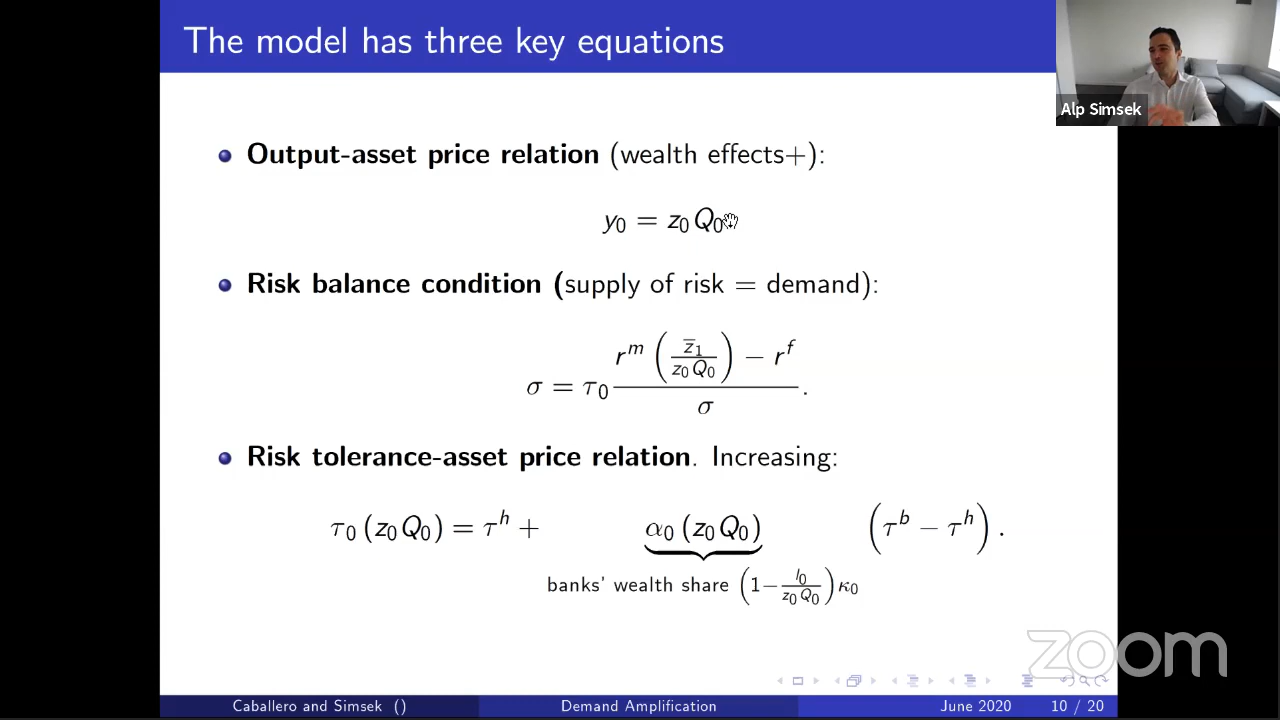 The model has three key equations
Alp Simsek
Output-asset price relation (wealth effects+):
y₀ = z₀Q₀
Risk balance condition (supply of risk = demand):
σ = τ₀ (r^m (z̄₁ / z₀Q₀) − r^f) / σ.
Risk tolerance-asset price relation. Increasing:
τ₀ (z₀Q₀) = τ^h + α₀ (z₀Q₀) (τ^b − τ^h).
banks' wealth share (1 − l₀ / z₀Q₀) κ₀
zoom
Caballero and Simsek () Demand Amplification June 2020 10 / 20